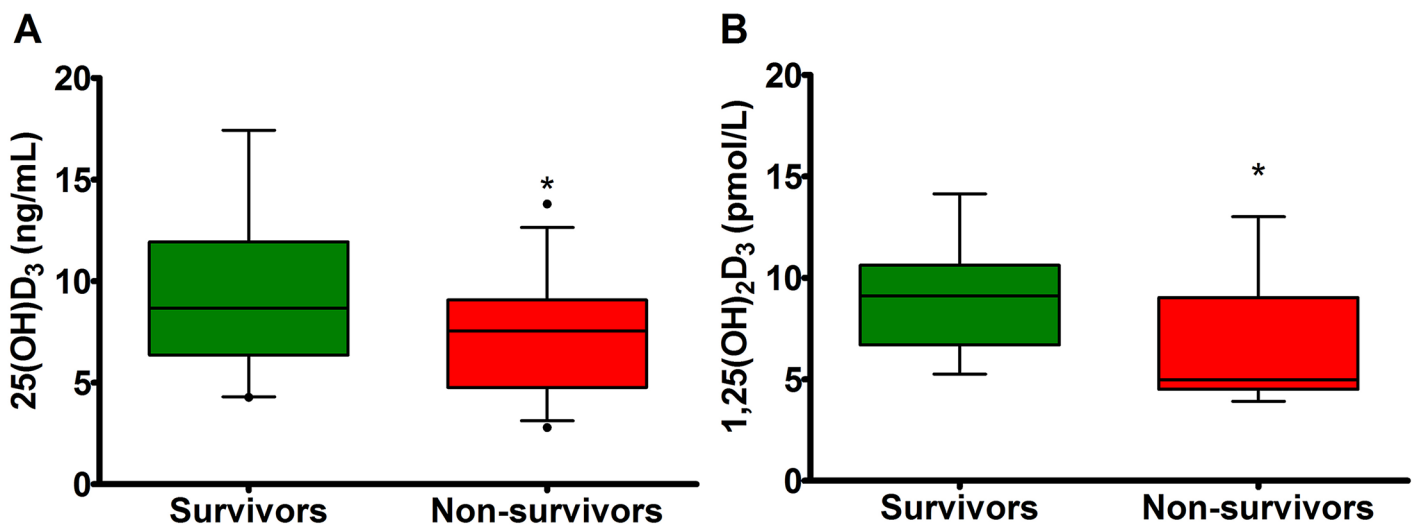 A
25(OH)D3 (ng/mL)
20
15
10
5
0
*
Survivors
Non-survivors
B
1,25(OH)2D3 (pmol/L)
20
15
10
5
0
*
Survivors
Non-survivors